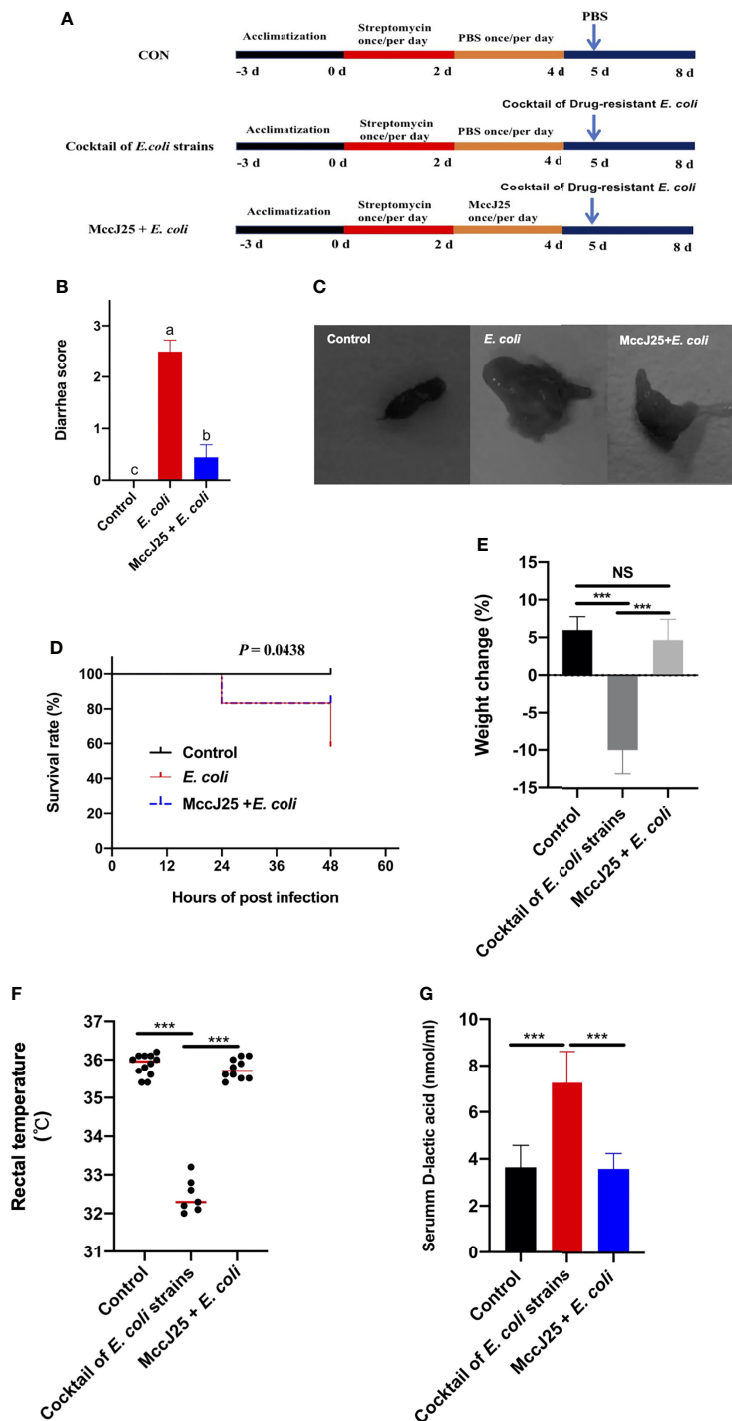 A
PBS
Streptomycin
once/per day
PBS once/per day
Acclimatization
CON
-3 d
0 d
2 d
4 d
5 d
8 d
Cocktail of Drug-resistant E. coli
Streptomycin
once/per day
PBS once/per day
Acclimatization
Cocktail of E.coli strains
-3 d
0 d
2 d
4 d
5 d
8 d
Cocktail of Drug-resistant E. coli
Streptomycin
once/per day
MccJ25
once/per day
Acclimatization
MccJ25 + E. coli
-3 d
0 d
2 d
4 d
5 d
8 d
B
Diarrhea score
3
2
1
0
c
a
b
Control
E. coli
MccJ25 + E. coli
C
Control
E. coli
MccJ25+E. coli
D
P = 0.0438
Survival rate (%)
100
80
60
40
20
0
Control
E. coli
MccJ25 +E.coli
0
12
24
36
48
60
Hours of post infection
E
Weight change (%)
15
10
5
0
-5
-10
-15
NS
***
***
Control
Cocktail of E. coli strains
MccJ25 + E. coli
F
Rectal temperature
(℃)
37
36
35
34
33
32
31
***
***
Control
Cocktail of E. coli strains
MccJ25 + E. coli
G
Serumm D-lactic acid (nmol/ml)
10
8
6
4
2
0
***
***
Control
Cocktail of E. coli strains
MccJ25 + E. coli